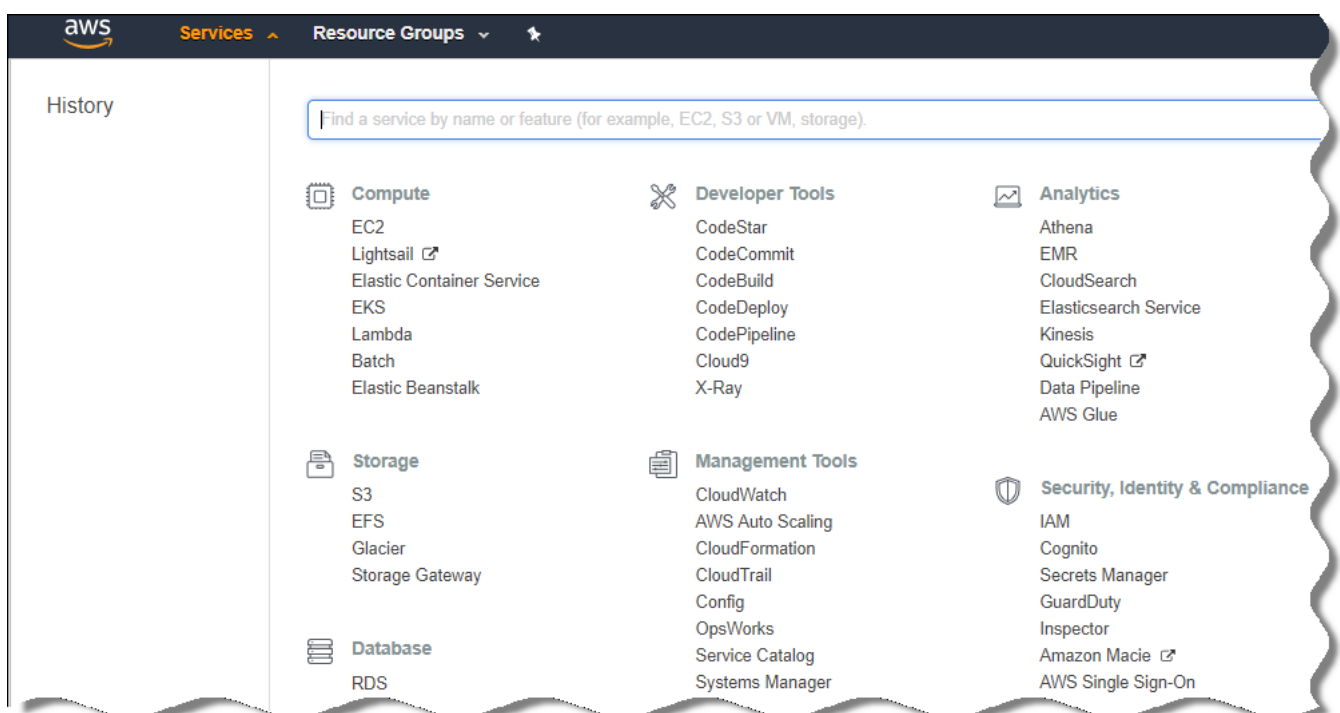 aws Services Resource Groups
History
Find a service by name or feature (for example, EC2, S3 or VM, storage).
Compute
EC2
Lightsail
Elastic Container Service
EKS
Lambda
Batch
Elastic Beanstalk
Storage
S3
EFS
Glacier
Storage Gateway
Database
RDS
Developer Tools
CodeStar
CodeCommit
CodeBuild
CodeDeploy
CodePipeline
Cloud9
X-Ray
Management Tools
CloudWatch
AWS Auto Scaling
CloudFormation
CloudTrail
Config
OpsWorks
Service Catalog
Systems Manager
Analytics
Athena
EMR
CloudSearch
Elasticsearch Service
Kinesis
QuickSight
Data Pipeline
AWS Glue
Security, Identity & Compliance
IAM
Cognito
Secrets Manager
GuardDuty
Inspector
Amazon Macie
AWS Single Sign-On